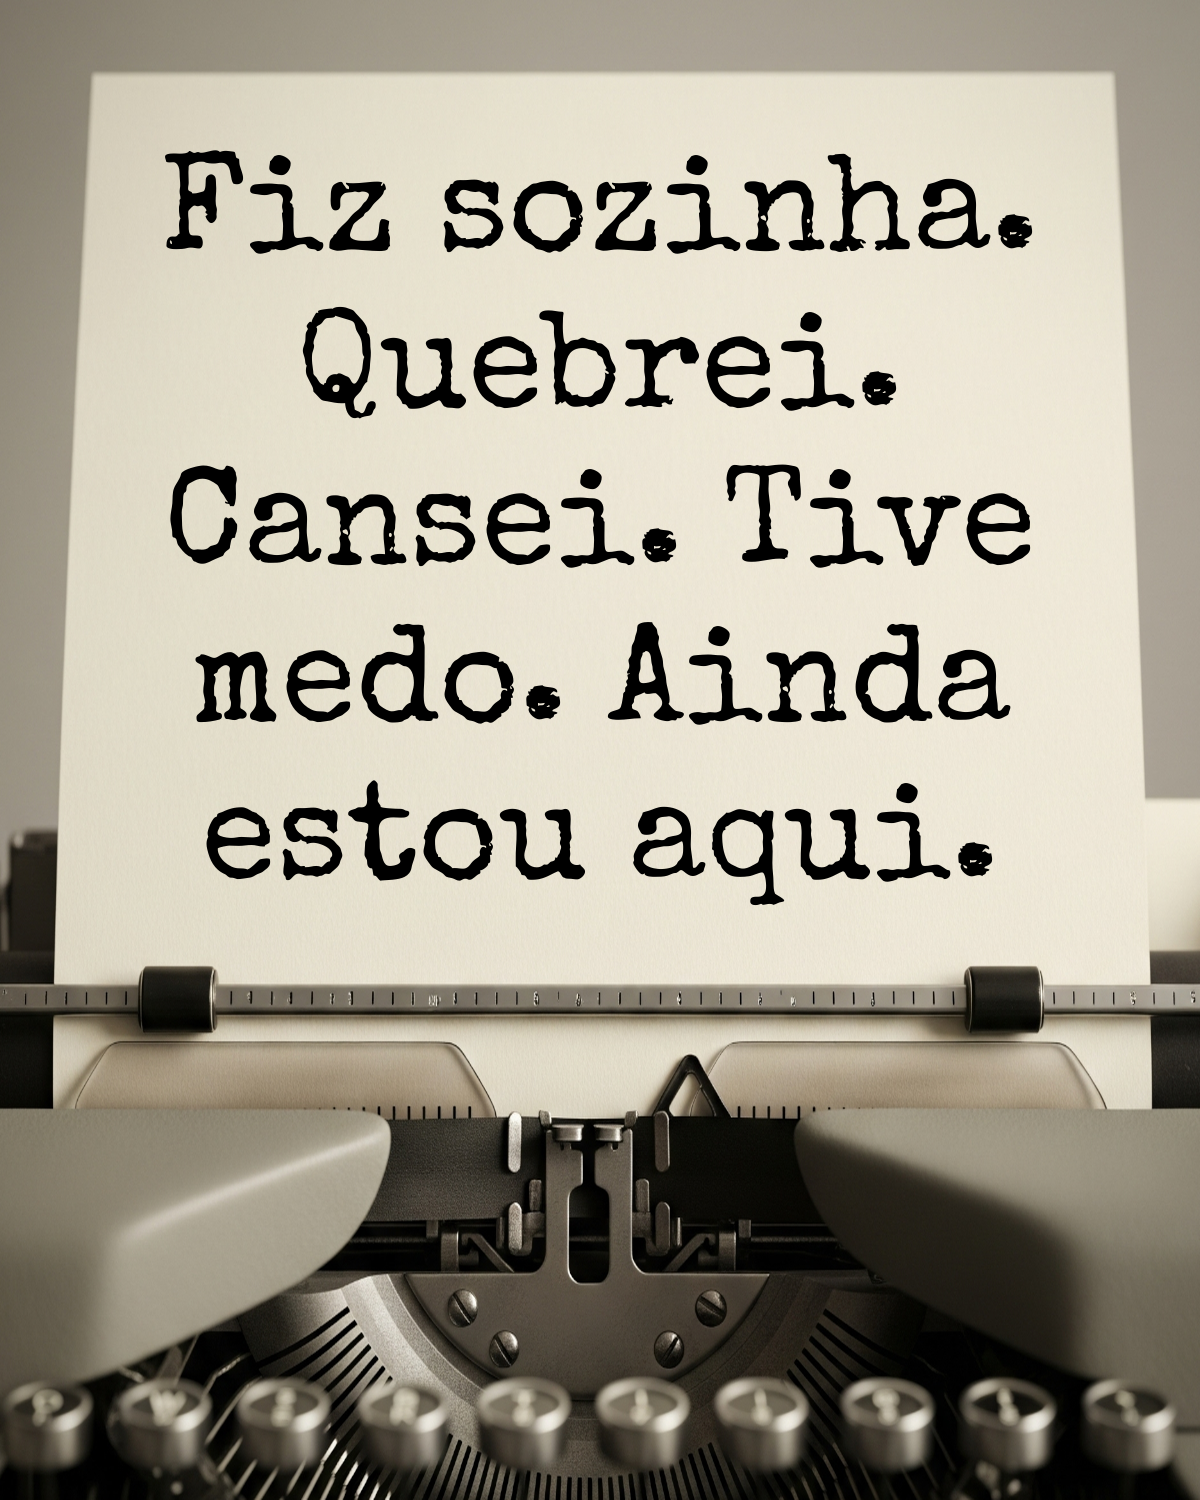 Fiz sozinha.
Quebrei.
Cansei. Tive
medo. Ainda
estou aqui.